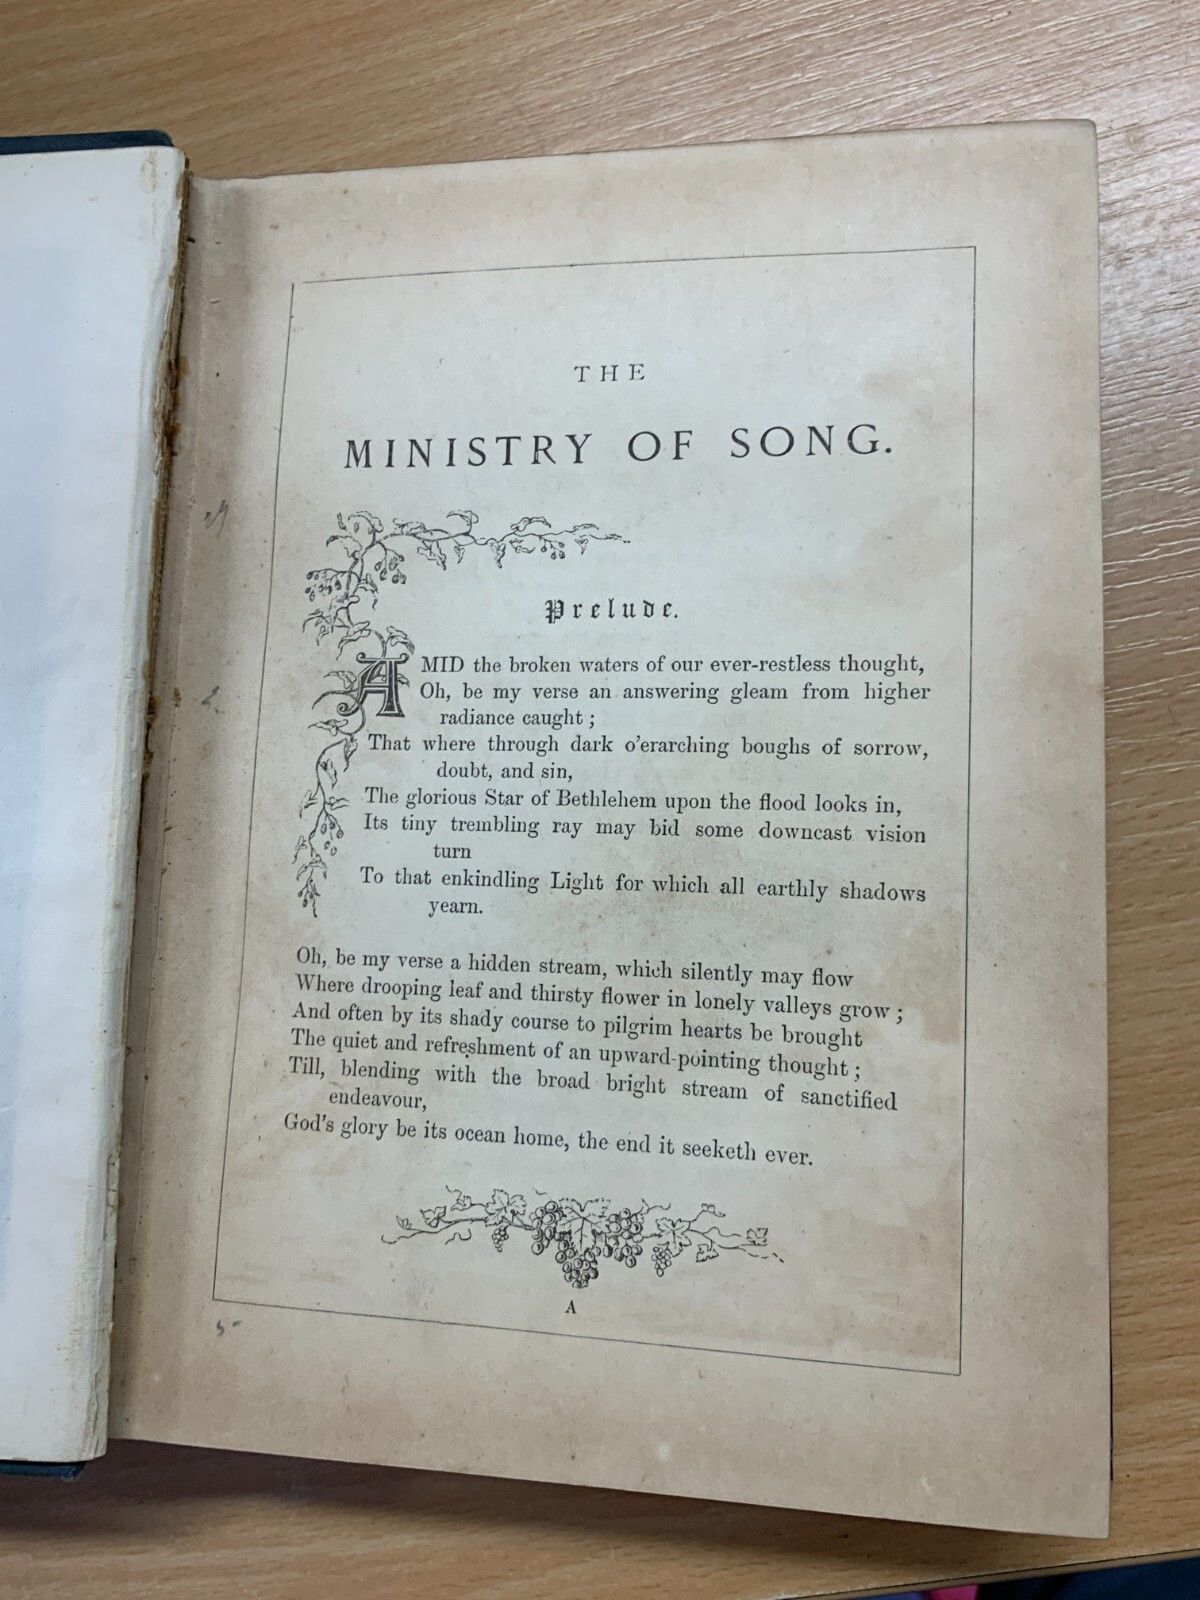 THE
MINISTRY OF SONG.
Prelude.
AMID the broken waters of our ever-restless thought,
Oh, be my verse an answering gleam from higher
radiance caught ;
That where through dark o'erarching boughs of sorrow,
doubt, and sin,
The glorious Star of Bethlehem upon the flood looks in,
Its tiny trembling ray may bid some downcast vision
turn
To that enkindling Light for which all earthly shadows
yearn.
Oh, be my verse a hidden stream, which silently may flow
Where drooping leaf and thirsty flower in lonely valleys grow ;
And often by its shady course to pilgrim hearts be brought
The quiet and refreshment of an upward-pointing thought ;
Till, blending with the broad bright stream of sanctified
endeavour,
God's glory be its ocean home, the end it seeketh ever.
A